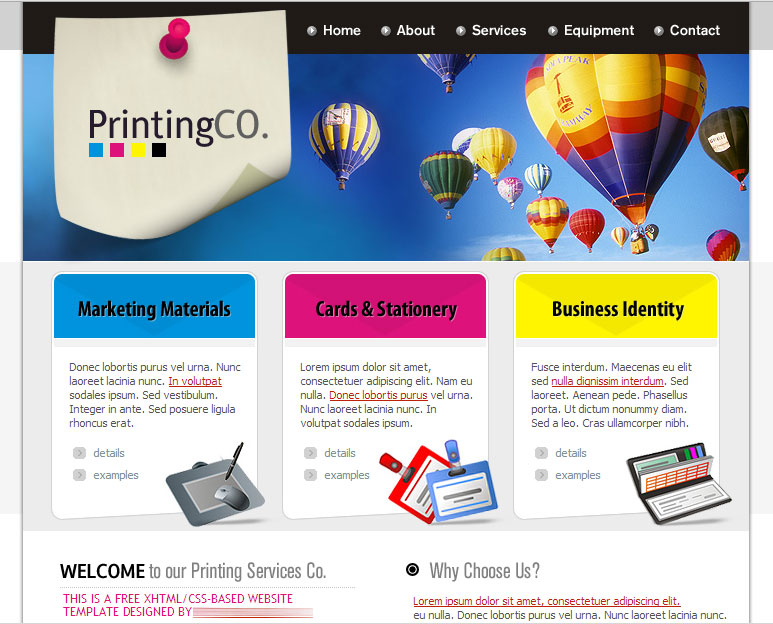 Home
About
Services
Equipment
Contact
PrintingCO.
Marketing Materials
Donec lobortis purus vel urna. Nunc
laoreet lacinia nunc. In volutpat
sodales ipsum. Sed vestibulum.
Integer in ante. Sed posuere ligula
rhoncus erat.
details
examples
Cards & Stationery
Lorem ipsum dolor sit amet,
consectetuer adipiscing elit. Nam eu
nulla. Donec lobortis purus vel urna.
Nunc laoreet lacinia nunc. In
volutpat sodales ipsum.
details
examples
Business Identity
Fusce interdum. Maecenas eu elit
sed nulla dignissim interdum. Sed
laoreet. Aenean pede. Phasellus
porta. Ut dictum nonummy diam.
Sed a leo. Cras ullamcorper nibh.
details
examples
WELCOME to our Printing Services Co.
THIS IS A FREE XHTML/CSS-BASED WEBSITE
TEMPLATE DESIGNED BY
Why Choose Us?
Lorem ipsum dolor sit amet, consectetuer adipiscing elit.
eu nulla. Donec lobortis purus vel urna. Nunc laoreet lacinia nunc.